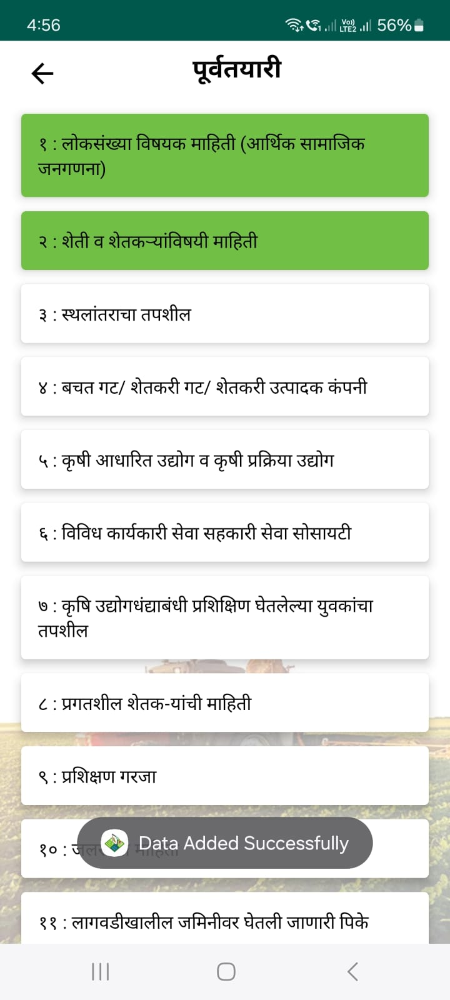 4:56
Vo))
LTE2
56%
पूर्वतयारी
१ : लोकसंख्या विषयक माहिती (आर्थिक सामाजिक
जनगणना)
२ : शेती व शेतकऱ्यांविषयी माहिती
३ : स्थलांतराचा तपशील
४ : बचत गट/ शेतकरी गट/ शेतकरी उत्पादक कंपनी
५ : कृषी आधारित उद्योग व कृषी प्रक्रिया उद्योग
६ : विविध कार्यकारी सेवा सहकारी सेवा सोसायटी
७ : कृषि उद्योगधंद्याबंधी प्रशिक्षिण घेतलेल्या युवकांचा
तपशील
८ : प्रगतशील शेतक-यांची माहिती
९ : प्रशिक्षण गरजा
१० :
Data Added Successfully
११ : लागवडीखालील जमिनीवर घेतली जाणारी पिके